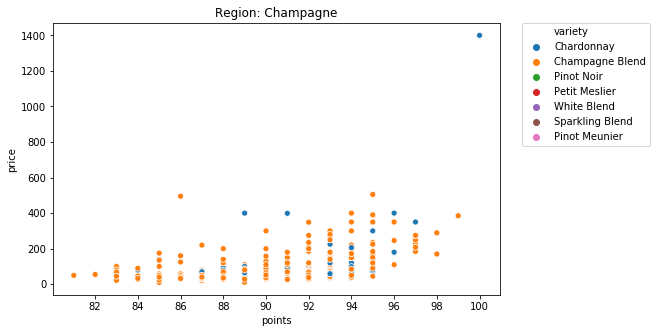 Region: Champagne
variety
Chardonnay
Champagne Blend
Pinot Noir
Petit Meslier
White Blend
Sparkling Blend
Pinot Meunier
price
1400
1200
1000
800
600
400
200
0
82 84 86 88 90 92 94 96 98 100
points